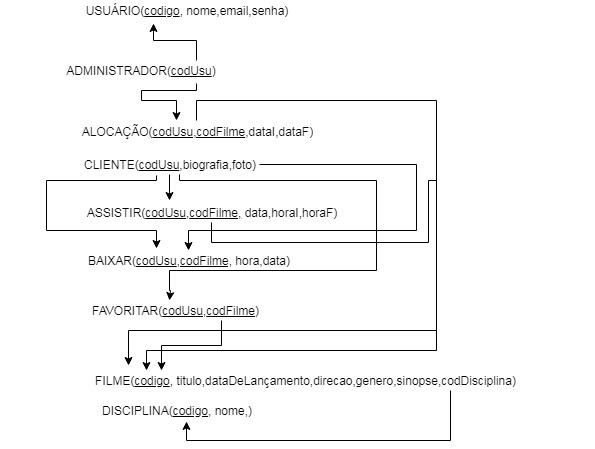 USUÁRIO(codigo, nome,email,senha)
ADMINISTRADOR(codUsu)
ALOCAÇÃO(codUsu,codFilme,dataI,dataF)
CLIENTE(codUsu,biografia,foto)
ASSISTIR(codUsu,codFilme, data,horaI,horaF)
BAIXAR(codUsu,codFilme, hora,data)
FAVORITAR(codUsu,codFilme)
FILME(codigo, titulo,dataDeLançamento,direcao,genero,sinopse,codDisciplina)
DISCIPLINA(codigo, nome,)